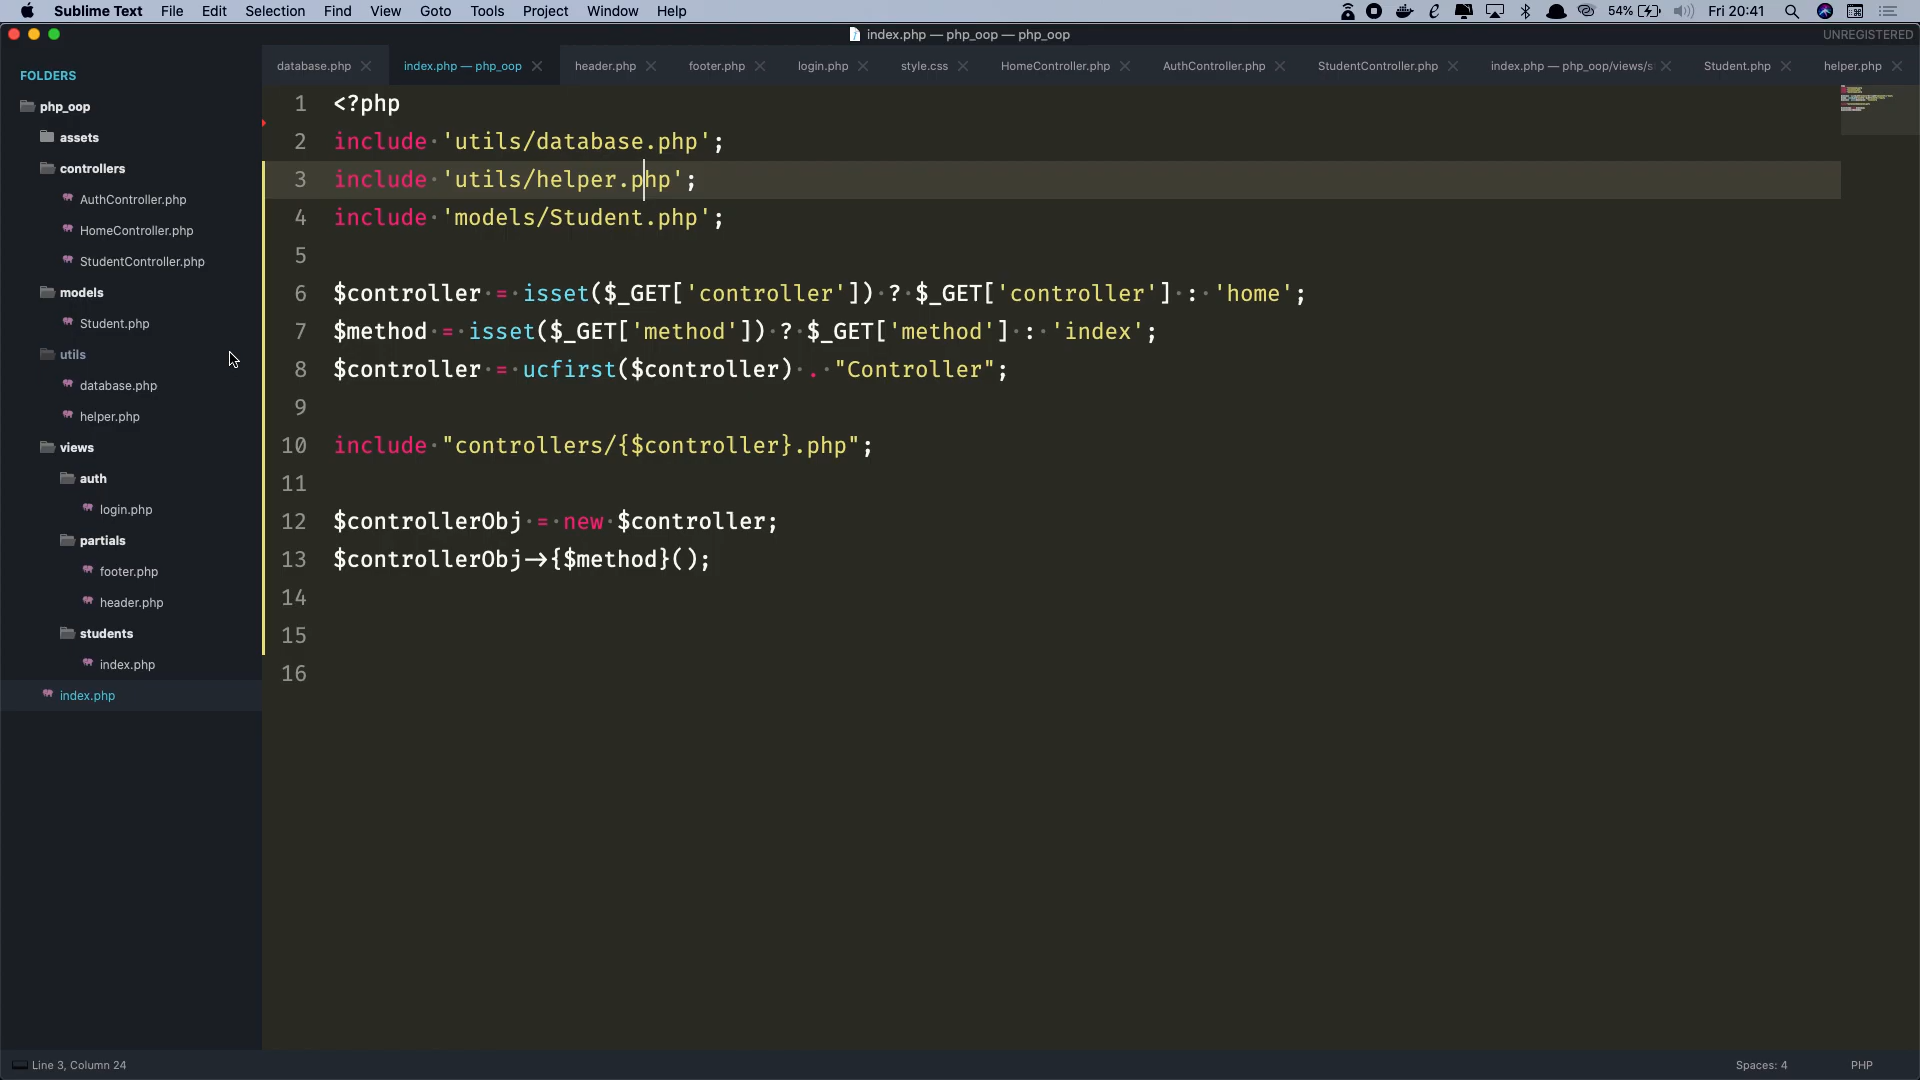 Sublime Text File Edit Selection Find View Goto Tools Project Window Help 54% Fri 20:41
index.php — php_oop — php_oop UNREGISTERED
FOLDERS
php_oop
assets
controllers
AuthController.php
HomeController.php
StudentController.php
models
Student.php
utils
database.php
helper.php
views
auth
login.php
partials
footer.php
header.php
students
index.php
index.php
database.php index.php — php_oop header.php footer.php login.php style.css HomeController.php AuthController.php StudentController.php index.php — php_oop/views/s Student.php helper.php
1 <?php
2 include 'utils/database.php';
3 include 'utils/helper.php';
4 include 'models/Student.php';
5
6 $controller = isset($_GET['controller']) ? $_GET['controller'] : 'home';
7 $method = isset($_GET['method']) ? $_GET['method'] : 'index';
8 $controller = ucfirst($controller) . "Controller";
9
10 include "controllers/{$controller}.php";
11
12 $controllerObj = new $controller;
13 $controllerObj->{$method}();
14
15
16
Line 3, Column 24 Spaces: 4 PHP